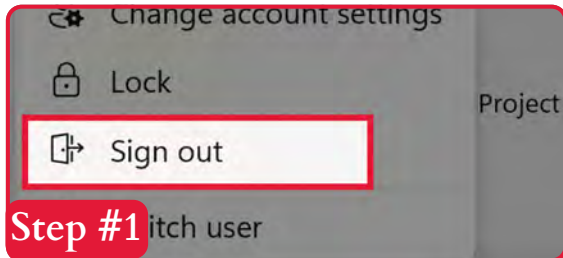 Change account settings
Lock
Project
Sign out
Step #1 itch user